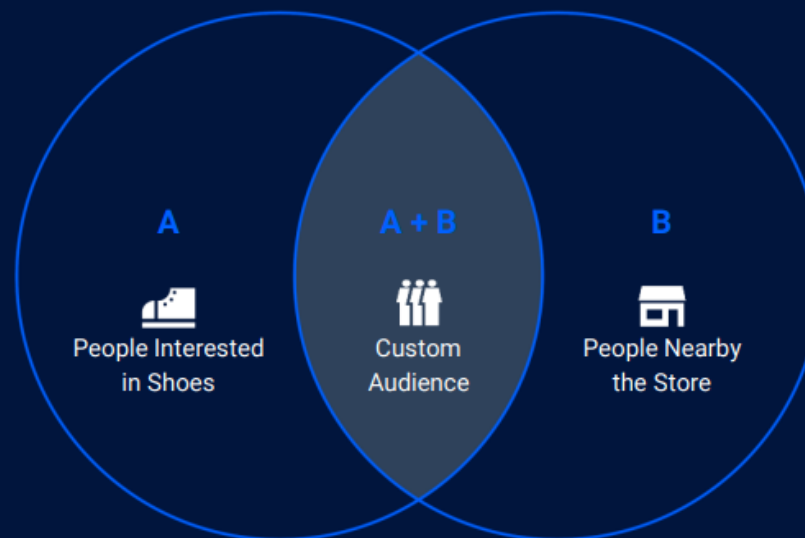 A
People Interested
in Shoes
A + B
Custom
Audience
B
People Nearby
the Store